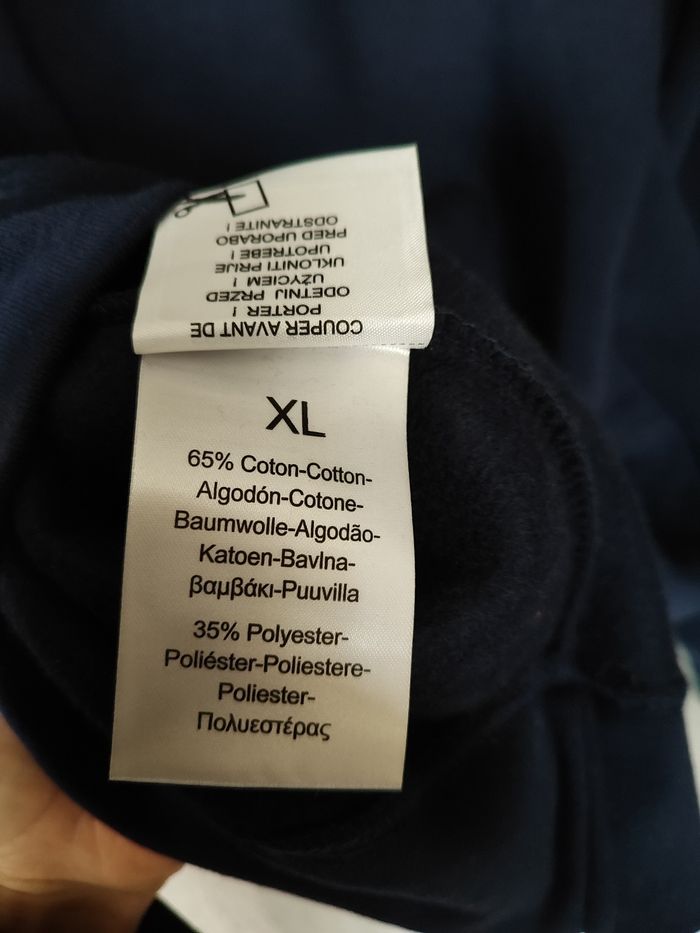 COUPER AVANT DE
PORTER !
ODETNIJ PRZED
UŻYCIEM !
UKLONITI PRIJE
UPOTREBE !
PRED UPORABO
ODSTRANITE !
XL
65% Coton-Cotton-
Algodón-Cotone-
Baumwolle-Algodão-
Katoen-Bavlna-
βαμβάκι-Puuvilla
35% Polyester-
Poliéster-Poliestere-
Poliester-
Πολυεστέρας